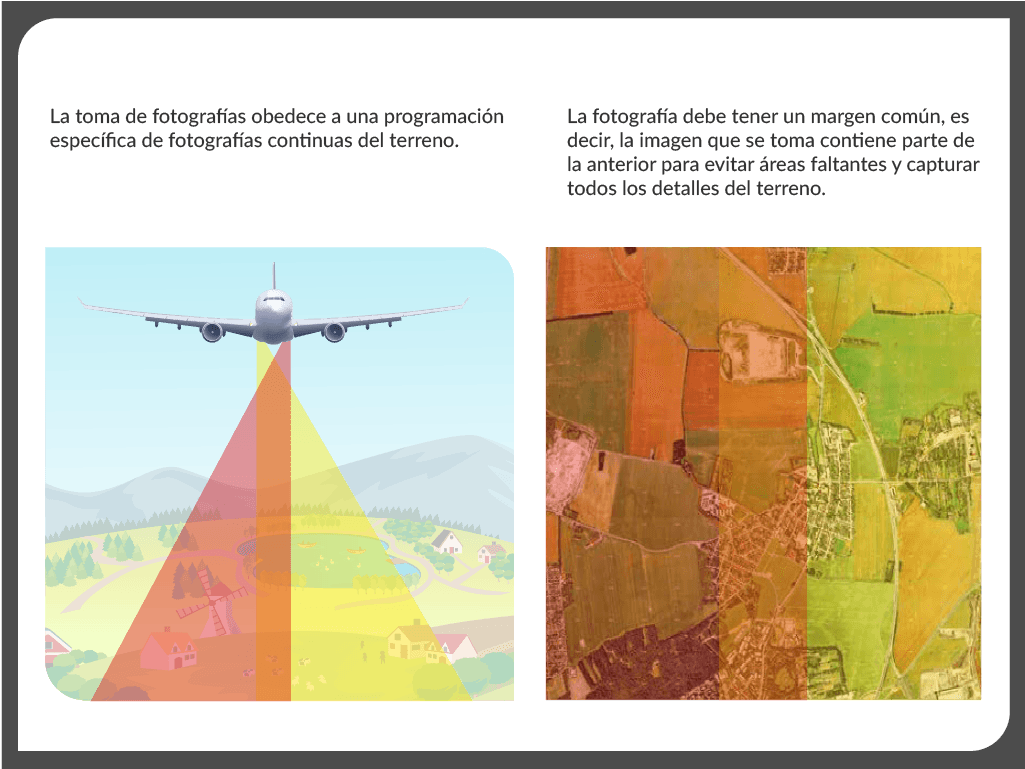 La toma de fotografías obedece a una programación
específica de fotografías continuas del terreno.
La fotografía debe tener un margen común, es
decir, la imagen que se toma contiene parte de
la anterior para evitar áreas faltantes y capturar
todos los detalles del terreno.